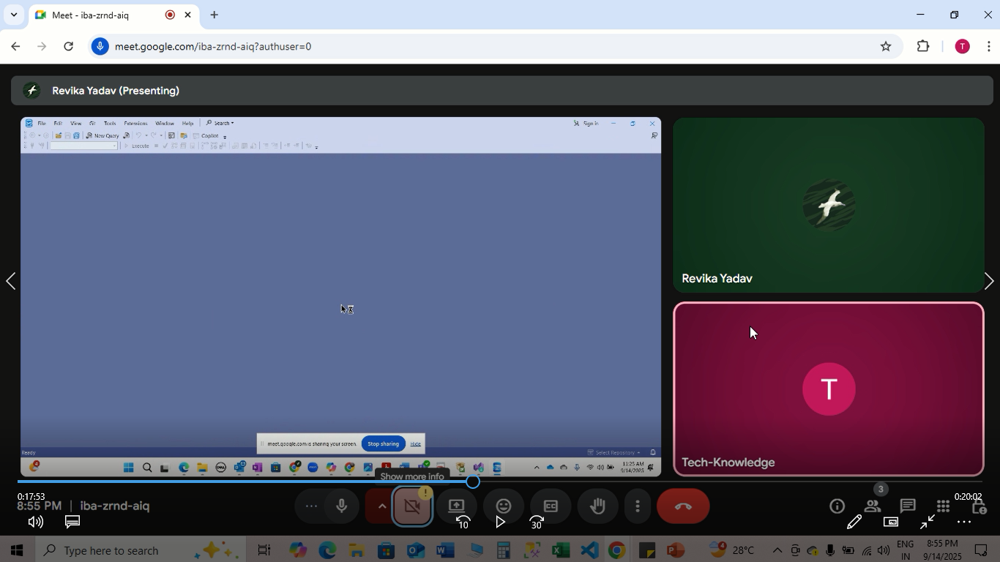 Meet - iba-zrnd-aiq
meet.google.com/iba-zrnd-aiq?authuser=0
T
Revika Yadav (Presenting)
File Edit View Git Tools Extensions Window Help Search
Sign in
New Query
Copilot
Execute
Revika Yadav
T
Tech-Knowledge
meet.google.com is sharing your screen. Stop sharing Hide
Ready
Select Repository
4
11:25 AM
9/14/2025
Show more info
0:17:53
0:20:02
8:55 PM | iba-zrnd-aiq
3
CC
10
30
Type here to search
4
28°C
ENG
IN
8:55 PM
9/14/2025